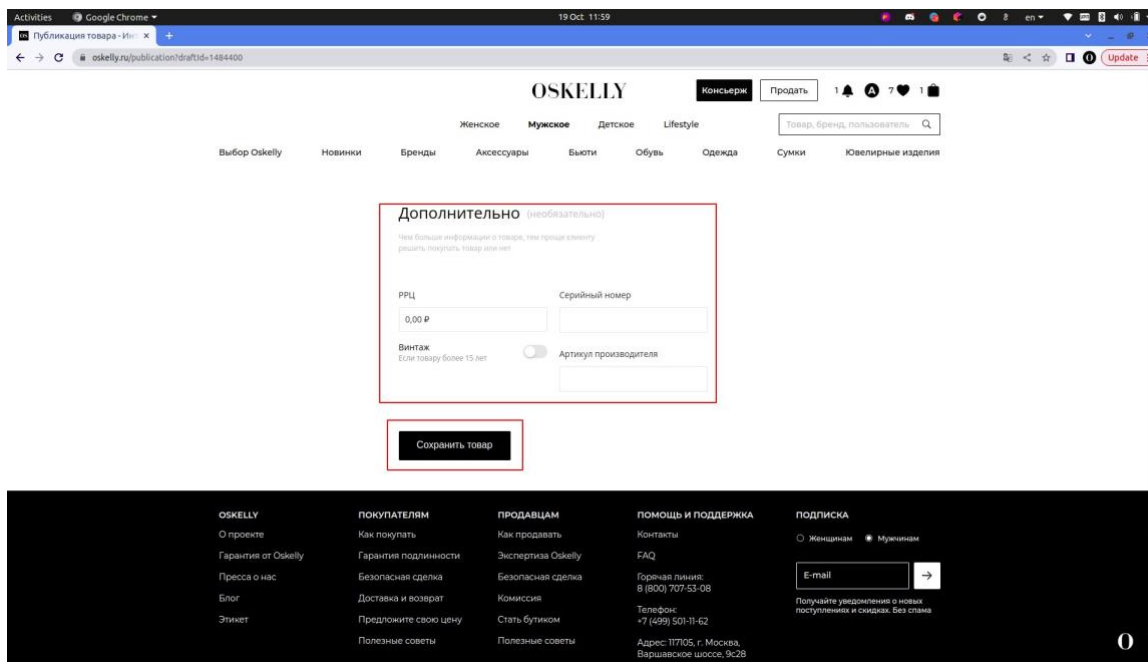 Activities
Google Chrome
19 Oct 11:59
en
Публикация товара - Ин
oskelly.ru/publication?draftId=1484400
Update
OSKELLY
Консьерж
Продать
1
A
7
1
Женское
Мужское
Детское
Lifestyle
Товар, бренд, пользователь
Выбор Oskelly
Новинки
Бренды
Аксессуары
Бьюти
Обувь
Одежда
Сумки
Ювелирные изделия
Дополнительно (необязательно)
Чем больше информации о товаре, тем проще клиенту
решить покупать товар или нет
РРЦ
0,00 ₽
Серийный номер
Винтаж
Если товару более 15 лет
Артикул производителя
Сохранить товар
OSKELLY
О проекте
Гарантия от Oskelly
Пресса о нас
Блог
Этикет
ПОКУПАТЕЛЯМ
Как покупать
Гарантия подлинности
Безопасная сделка
Доставка и возврат
Предложите свою цену
Полезные советы
ПРОДАВЦАМ
Как продавать
Экспертиза Oskelly
Безопасная сделка
Комиссия
Стать бутиком
Полезные советы
ПОМОЩЬ И ПОДДЕРЖКА
Контакты
FAQ
Горячая линия:
8 (800) 707-53-08
Телефон:
+7 (499) 501-11-62
Адрес: 117105, г. Москва,
Варшавское шоссе, 9с28
ПОДПИСКА
Женщинам
Мужчинам
E-mail
Получайте уведомления о новых
поступлениях и скидках. Без спама
O